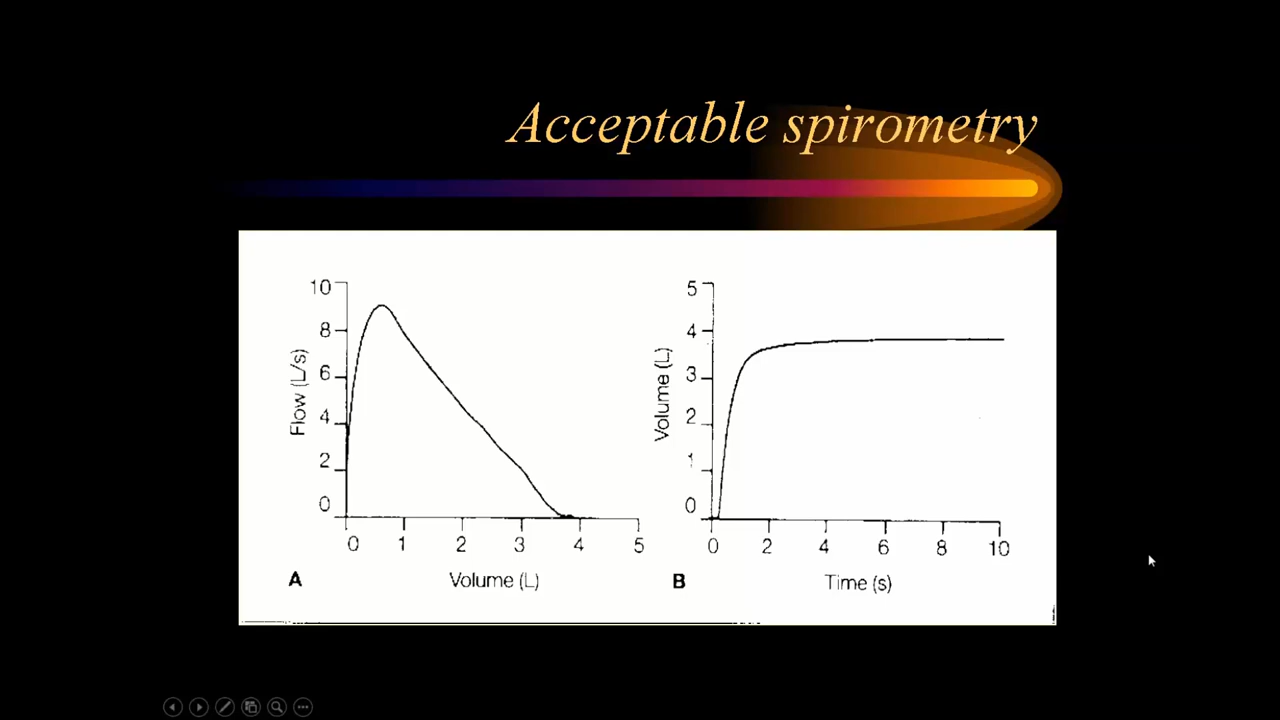 Acceptable spirometry
10
8
6
4
2
0
Flow (L/s)
0 1 2 3 4 5
A
Volume (L)
5
4
3
2
1
0
Volume (L)
0 2 4 6 8 10
B
Time (s)